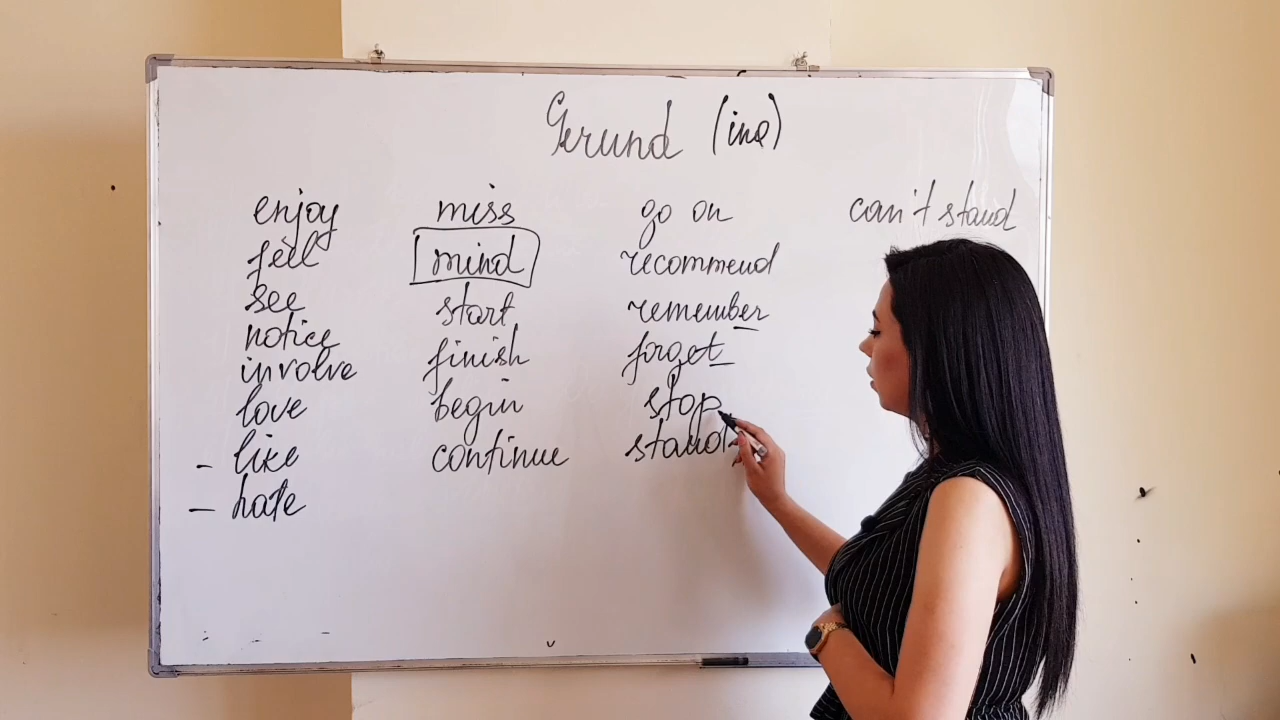 Gerund (ing)
enjoy
feel
see
notice
involve
love
- like
- hate
miss
mind
start
finish
begin
continue
go on
recommend
remember
forget
stop
stand
can't stand